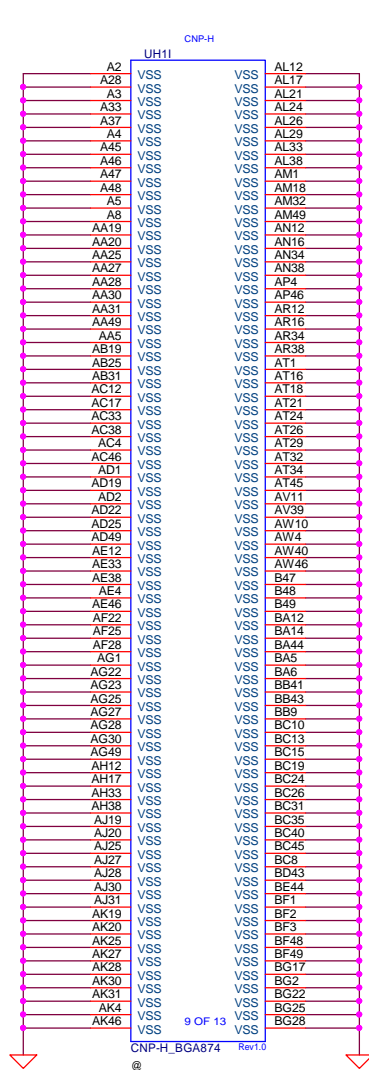 CNP-H
UH1I
A2 VSS VSS AL12
A28 VSS VSS AL17
A3 VSS VSS AL21
A33 VSS VSS AL24
A37 VSS VSS AL26
A4 VSS VSS AL29
A45 VSS VSS AL33
A46 VSS VSS AL38
A47 VSS VSS AM1
A48 VSS VSS AM18
A5 VSS VSS AM32
A8 VSS VSS AM49
AA19 VSS VSS AN12
AA20 VSS VSS AN16
AA25 VSS VSS AN34
AA27 VSS VSS AN38
AA28 VSS VSS AP4
AA30 VSS VSS AP46
AA31 VSS VSS AR12
AA49 VSS VSS AR16
AA5 VSS VSS AR34
AB19 VSS VSS AR38
AB25 VSS VSS AT1
AB31 VSS VSS AT16
AC12 VSS VSS AT18
AC17 VSS VSS AT21
AC33 VSS VSS AT24
AC38 VSS VSS AT26
AC4 VSS VSS AT29
AC46 VSS VSS AT32
AD1 VSS VSS AT34
AD19 VSS VSS AT45
AD2 VSS VSS AV11
AD22 VSS VSS AV39
AD25 VSS VSS AW10
AD49 VSS VSS AW4
AE12 VSS VSS AW40
AE33 VSS VSS AW46
AE38 VSS VSS B47
AE4 VSS VSS B48
AE46 VSS VSS B49
AF22 VSS VSS BA12
AF25 VSS VSS BA14
AF28 VSS VSS BA44
AG1 VSS VSS BA5
AG22 VSS VSS BA6
AG23 VSS VSS BB41
AG25 VSS VSS BB43
AG27 VSS VSS BB9
AG28 VSS VSS BC10
AG30 VSS VSS BC13
AG49 VSS VSS BC15
AH12 VSS VSS BC19
AH17 VSS VSS BC24
AH33 VSS VSS BC26
AH38 VSS VSS BC31
AJ19 VSS VSS BC35
AJ20 VSS VSS BC40
AJ25 VSS VSS BC45
AJ27 VSS VSS BC8
AJ28 VSS VSS BD43
AJ30 VSS VSS BE44
AJ31 VSS VSS BF1
AK19 VSS VSS BF2
AK20 VSS VSS BF3
AK25 VSS VSS BF48
AK27 VSS VSS BF49
AK28 VSS VSS BG17
AK30 VSS VSS BG2
AK31 VSS VSS BG22
AK4 VSS VSS BG25
AK46 VSS 9 OF 13 VSS BG28
CNP-H_BGA874 Rev1.0
@